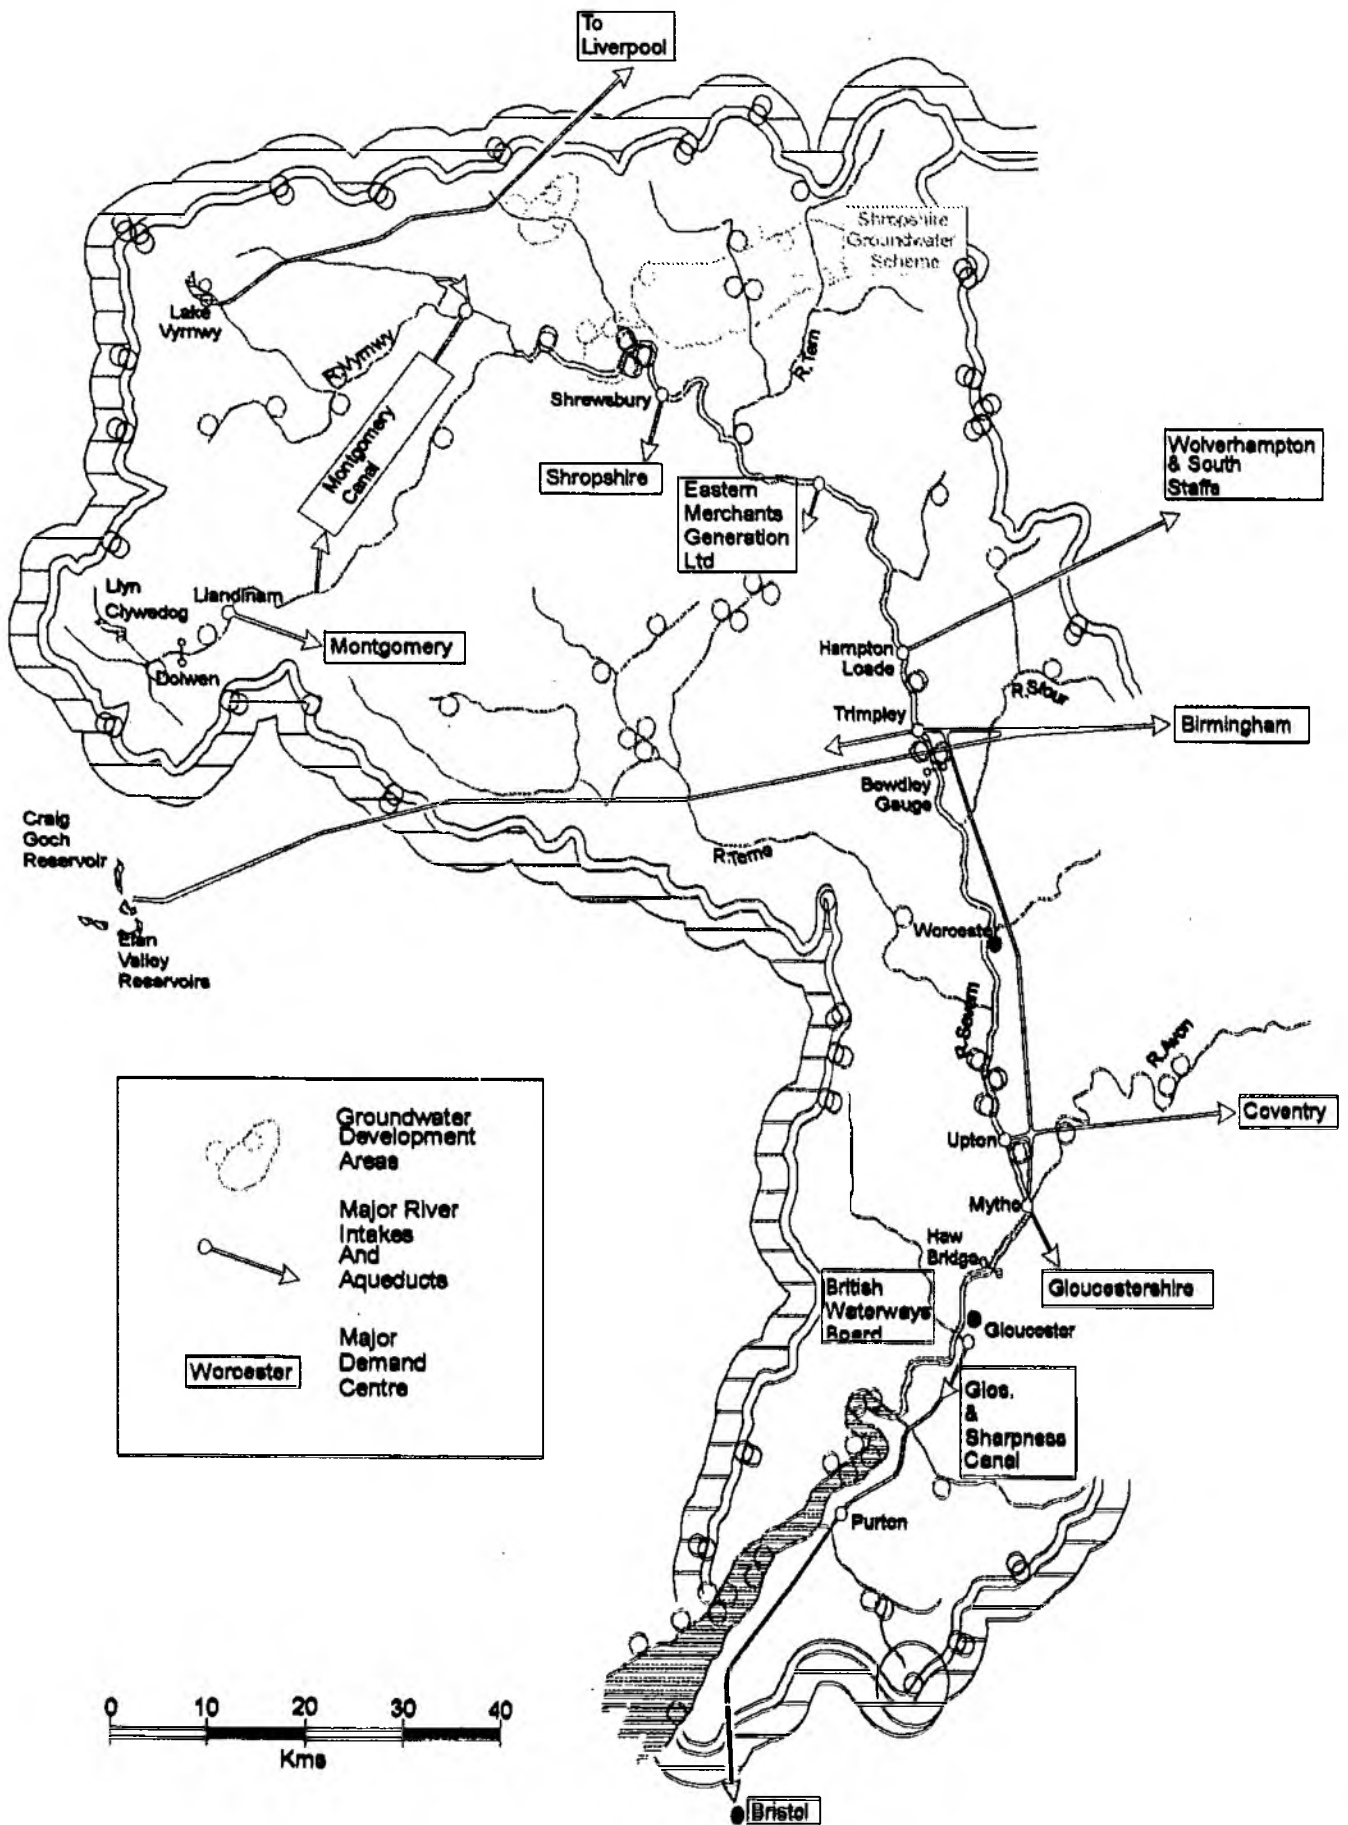 To
Liverpool
Shropshire
Groundwater
Scheme
Lake
Vyrnwy
R.Vyrnwy
R.Tern
Montgomery
Canal
Shrewsbury
Shropshire
Eastern
Merchants
Generation
Ltd
Wolverhampton
& South
Staffs
Llyn
Clywedog
Llandinam
Dolwen
Montgomery
Hampton
Loade
R.Stour
Trimpley
Birmingham
Bewdley
Gauge
Craig
Goch
Reservoir
Elan
Valley
Reservoirs
R.Teme
Worcester
R.Severn
R.Avon
Upton
Coventry
Mythe
Haw
Bridge
Gloucestershire
British
Waterways
Board
Gloucester
Glos.
&
Sharpness
Canal
Purton
Bristol
Groundwater
Development
Areas
Major River
Intakes
And
Aqueducts
Worcester
Major
Demand
Centre
0 10 20 30 40
Kms